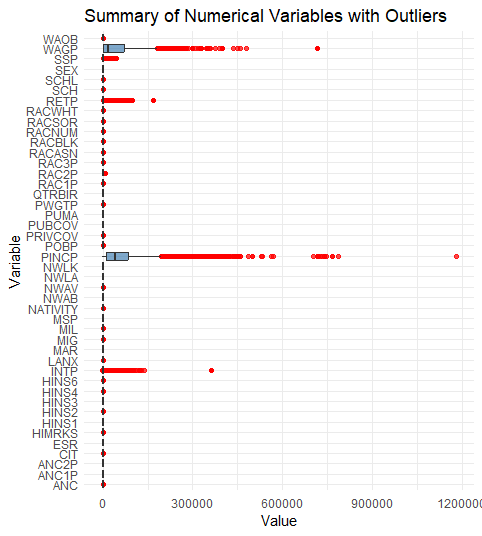 Summary of Numerical Variables with Outliers
WAOB
WAGP
SSP
SEX
SCHL
SCH
RETP
RACWHT
RACSOR
RACNUM
RACBLK
RACASN
RAC3P
RAC2P
RAC1P
QTRBIR
PWGTP
PUMA
PUBCOV
PRIVCOV
POBP
PINCP
NWLK
NWLA
NWAV
NWAB
NATIVITY
MSP
MIL
MIG
MAR
LANX
INTP
HINS6
HINS4
HINS3
HINS2
HINS1
HIMRKS
ESR
CIT
ANC2P
ANC1P
ANC
Variable
0 300000 600000 900000 1200000
Value